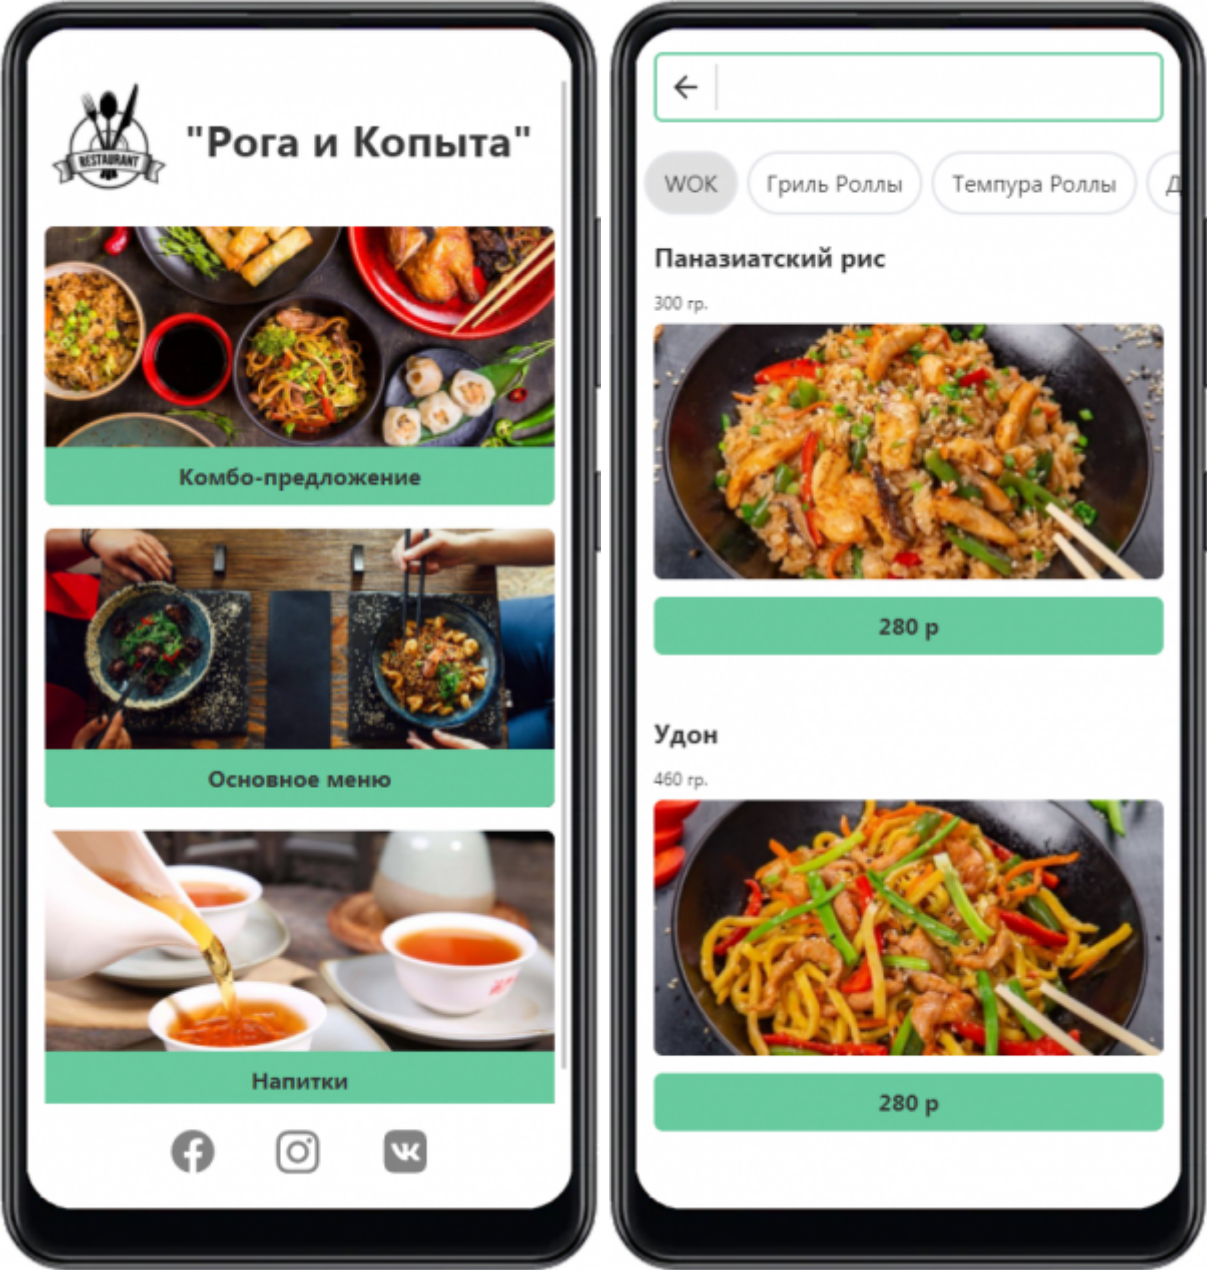 RESTAURANT
"Рога и Копыта"
Комбо-предложение
Основное меню
Напитки
WOK
Гриль Роллы
Темпура Роллы
Д
Паназиатский рис
300 гр.
280 р
Удон
460 гр.
280 р